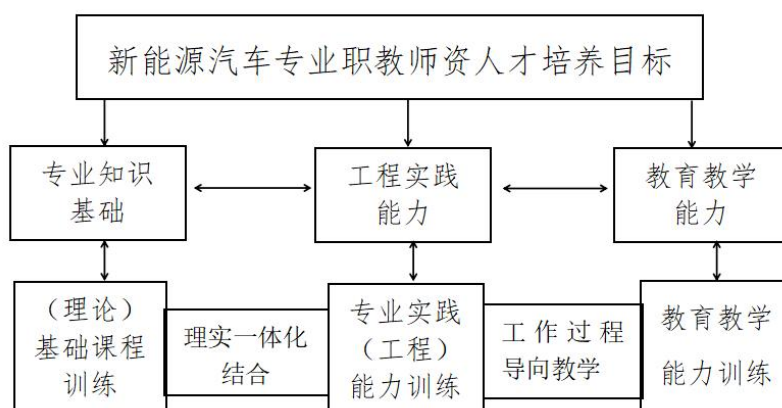 新能源汽车专业职教师资人才培养目标
专业知识
基础
工程实践
能力
教育教学
能力
（理论）
基础课程
训练
理实一体化
结合
专业实践
（工程）
能力训练
工作过程
导向教学
教育教学
能力训练